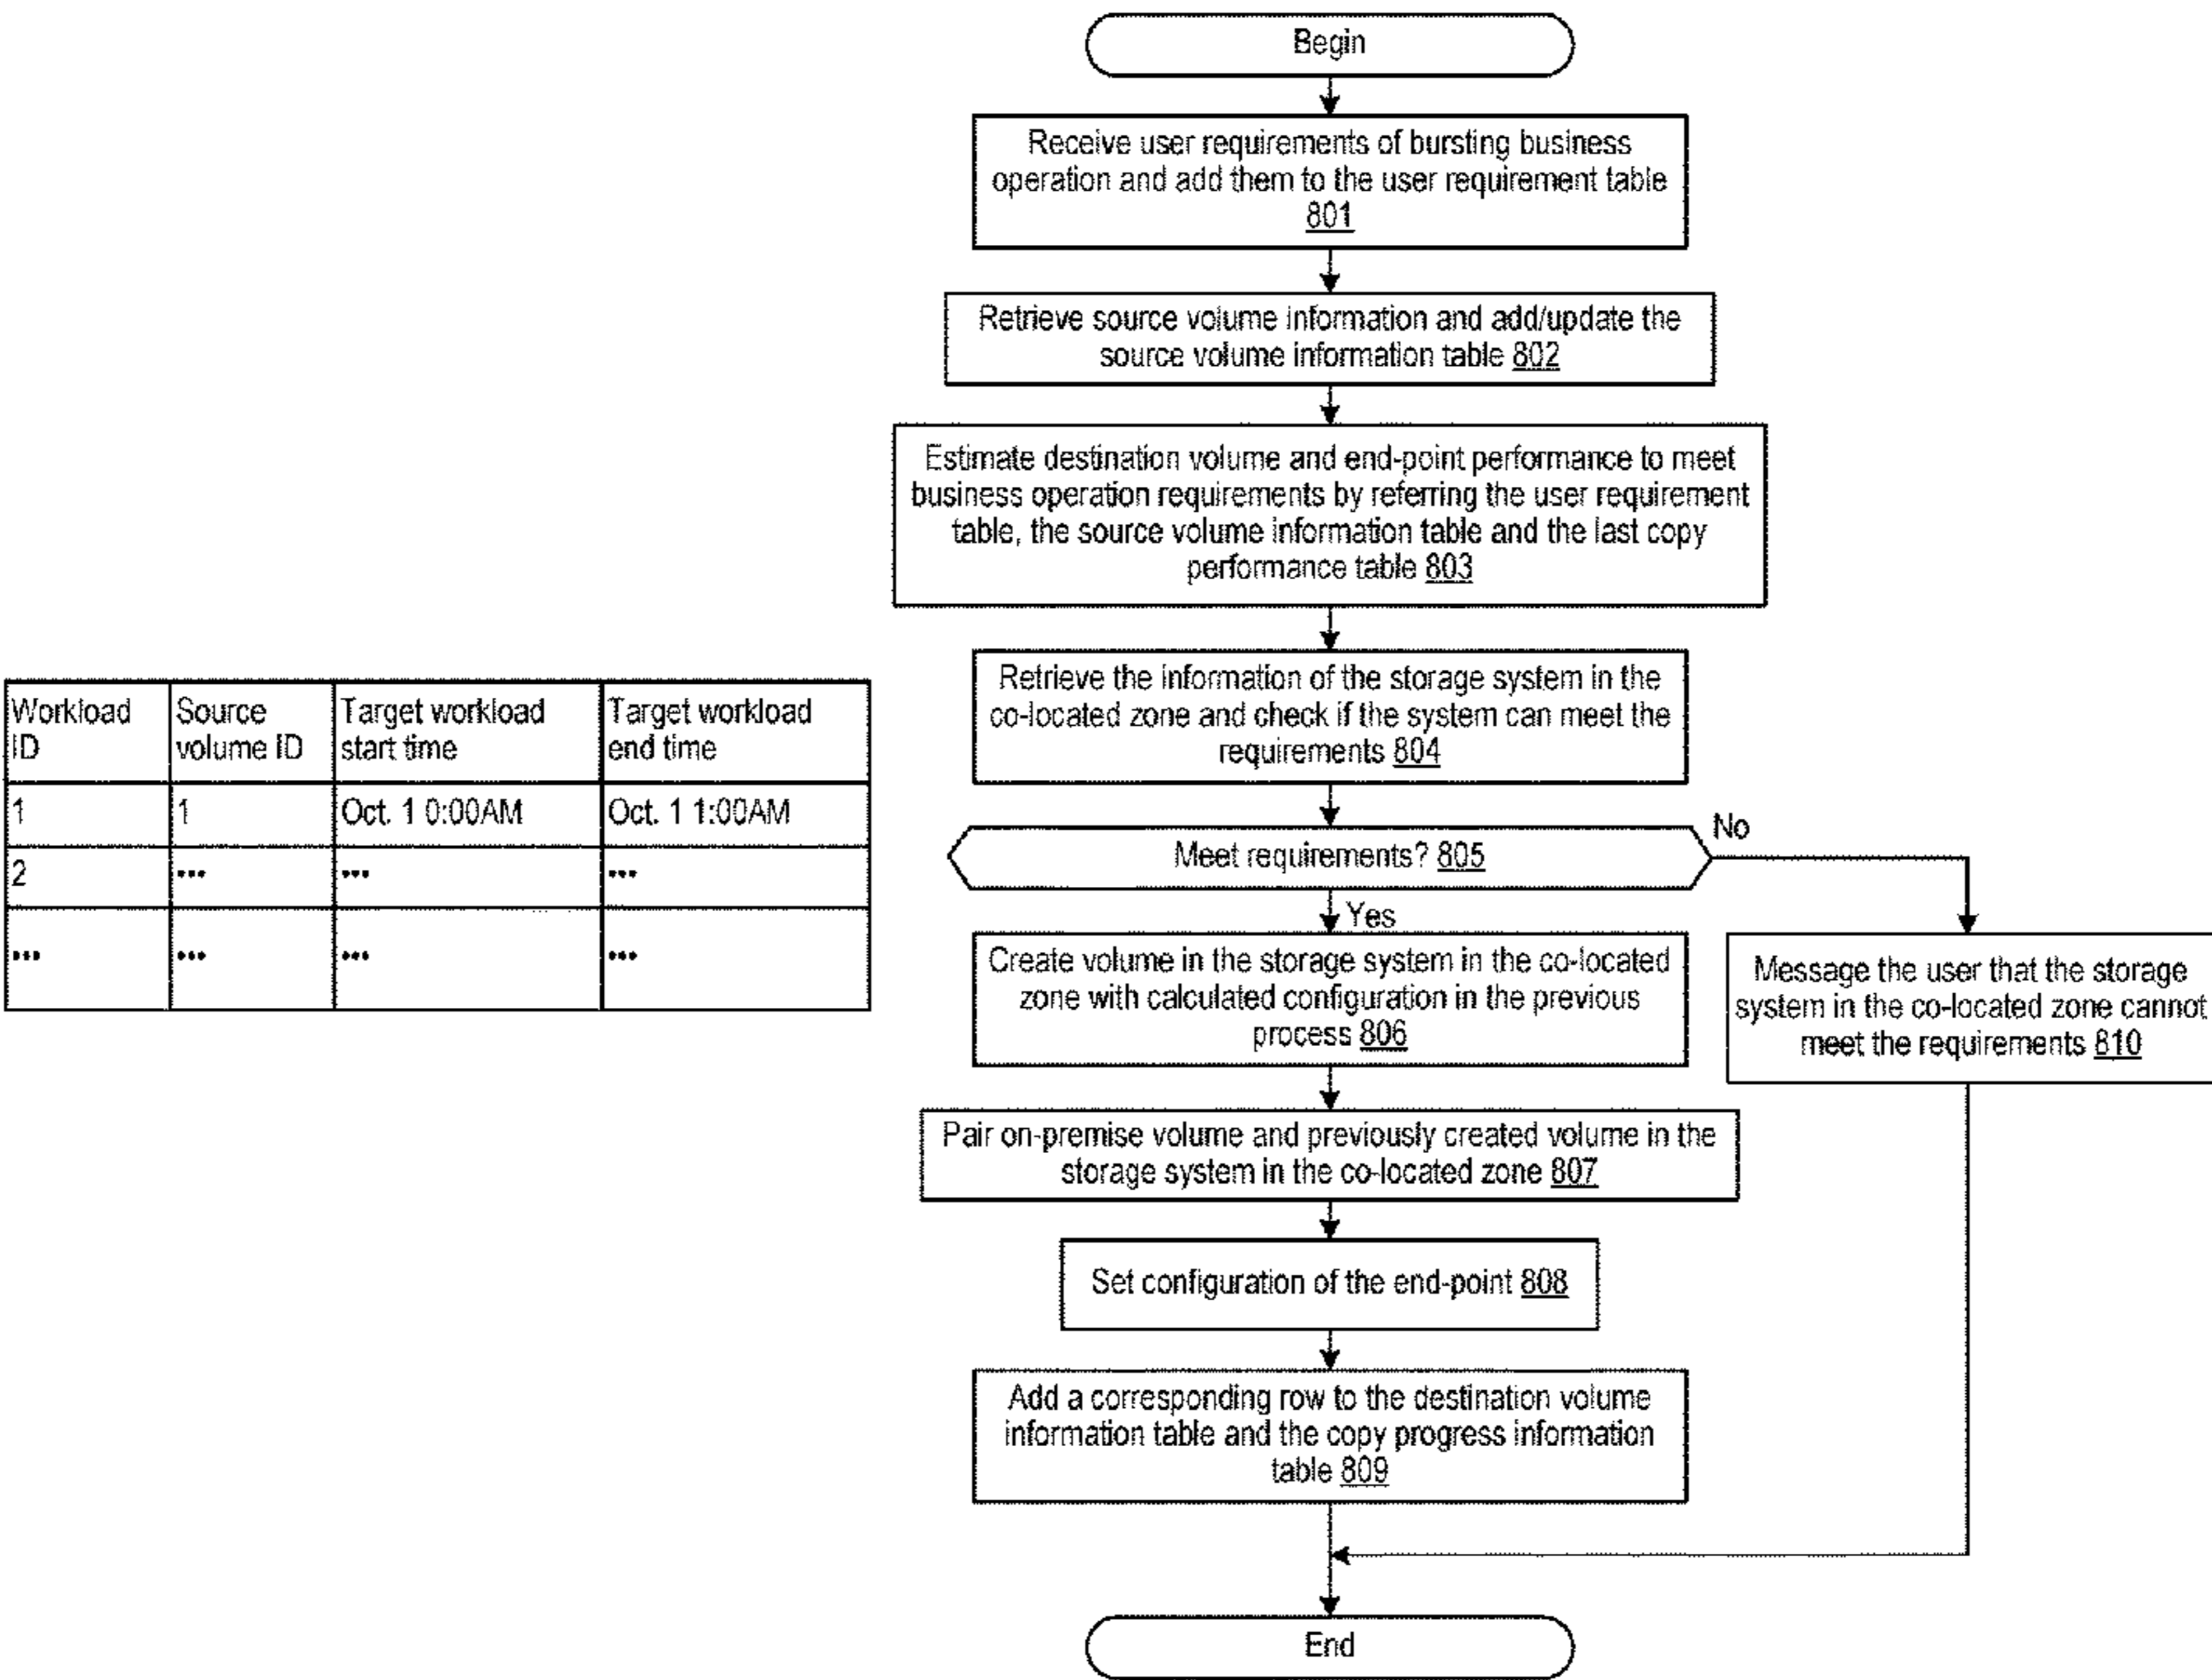 Begin
Receive user requirements of bursting business
operation and add them to the user requirement table
801
Retrieve source volume information and add/update the
source volume information table 802
Estimate destination volume and end-point performance to meet
business operation requirements by referring the user requirement
table, the source volume information table and the last copy
performance table 803
Retrieve the information of the storage system in the
co-located zone and check if the system can meet the
requirements 804
Meet requirements? 805
No
Yes
Create volume in the storage system in the co-located
zone with calculated configuration in the previous
process 806
Message the user that the storage
system in the co-located zone cannot
meet the requirements 810
Pair on-premise volume and previously created volume in the
storage system in the co-located zone 807
Set configuration of the end-point 808
Add a corresponding row to the destination volume
information table and the copy progress information
table 809
End
Workload ID Source volume ID Target workload start time Target workload end time
1 1 Oct. 1 0:00AM Oct. 1 1:00AM
2 ... ... ...
... ... ... ...